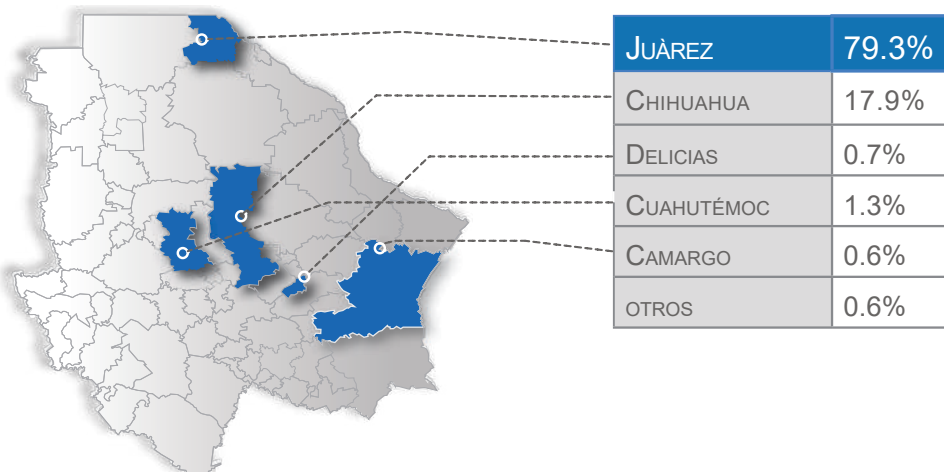 JUÀREZ 79.3%
CHIHUAHUA 17.9%
DELICIAS 0.7%
CUAHUTÉMOC 1.3%
CAMARGO 0.6%
OTROS 0.6%